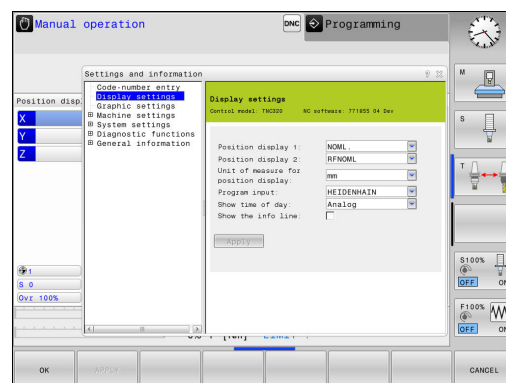 Manual operation
DNC
Programming
Settings and information
Code-number entry
Display settings
Graphic settings
Machine settings
System settings
Diagnostic functions
General information
Display settings
Control model: TNC320 NC software: 771855 04 Dev
Position display 1: NOML.
Position display 2: RFNOML
Unit of measure for position display: mm
Program input: HEIDENHAIN
Show time of day: Analog
Show the info line:
Apply
Position disp
X
Y
Z
1
S 0
Ovr 100%
M
S
T
S100%
OFF ON
F100%
OFF ON
OK
APPLY
CANCEL